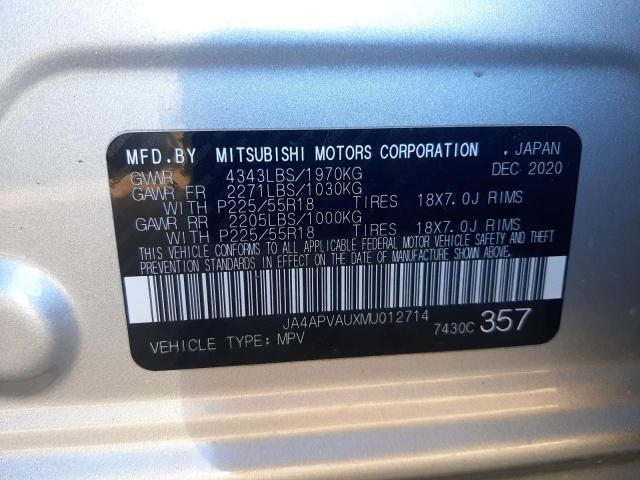 MFD.BY MITSUBISHI MOTORS CORPORATION . JAPAN
GVWR 4343LBS/1970KG DEC 2020
GAWR FR 2271LBS/1030KG
WITH P225/55R18 TIRES 18X7.0J RIMS
GAWR RR 2205LBS/1000KG
WITH P225/55R18 TIRES 18X7.0J RIMS
THIS VEHICLE CONFORMS TO ALL APPLICABLE FEDERAL MOTOR VEHICLE SAFETY AND THEFT
PREVENTION STANDARDS IN EFFECT ON THE DATE OF MANUFACTURE SHOWN ABOVE.
JA4APVAUXMU012714
7430C 357
VEHICLE TYPE: MPV